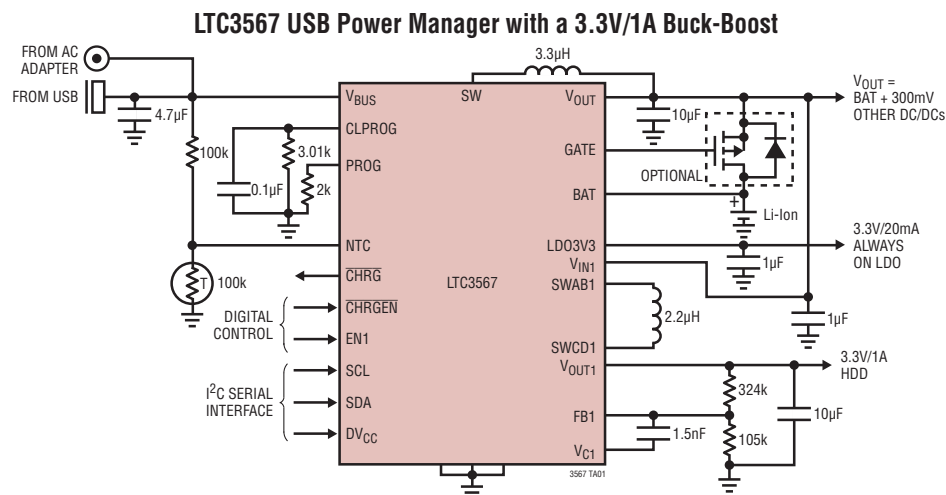 LTC3567 USB Power Manager with a 3.3V/1A Buck-Boost
FROM AC
ADAPTER
FROM USB
4.7µF
100k
0.1µF
3.01k
2k
T
100k
DIGITAL
CONTROL
I2C SERIAL
INTERFACE
VBUS
CLPROG
PROG
NTC
CHRG
CHRGEN
EN1
SCL
SDA
DVCC
LTC3567
SW
VOUT
GATE
BAT
LDO3V3
VIN1
SWAB1
SWCD1
VOUT1
FB1
VC1
3567 TA01
3.3µH
10µF
OPTIONAL
+
Li-Ion
VOUT =
BAT + 300mV
OTHER DC/DCs
3.3V/20mA
ALWAYS
ON LDO
1µF
1µF
2.2µH
3.3V/1A
HDD
324k
10µF
1.5nF
105k